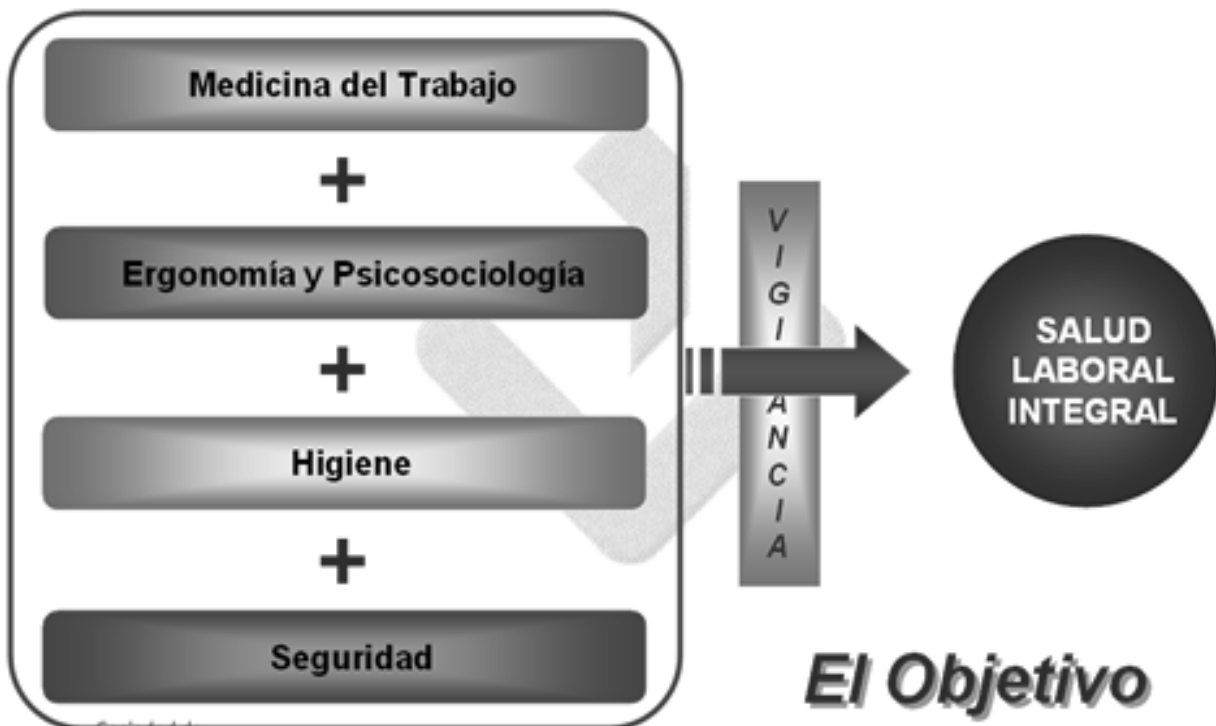 Medicina del Trabajo
+
Ergonomía y Psicosociología
+
Higiene
+
Seguridad
VIGILANCIA
SALUD
LABORAL
INTEGRAL
El Objetivo